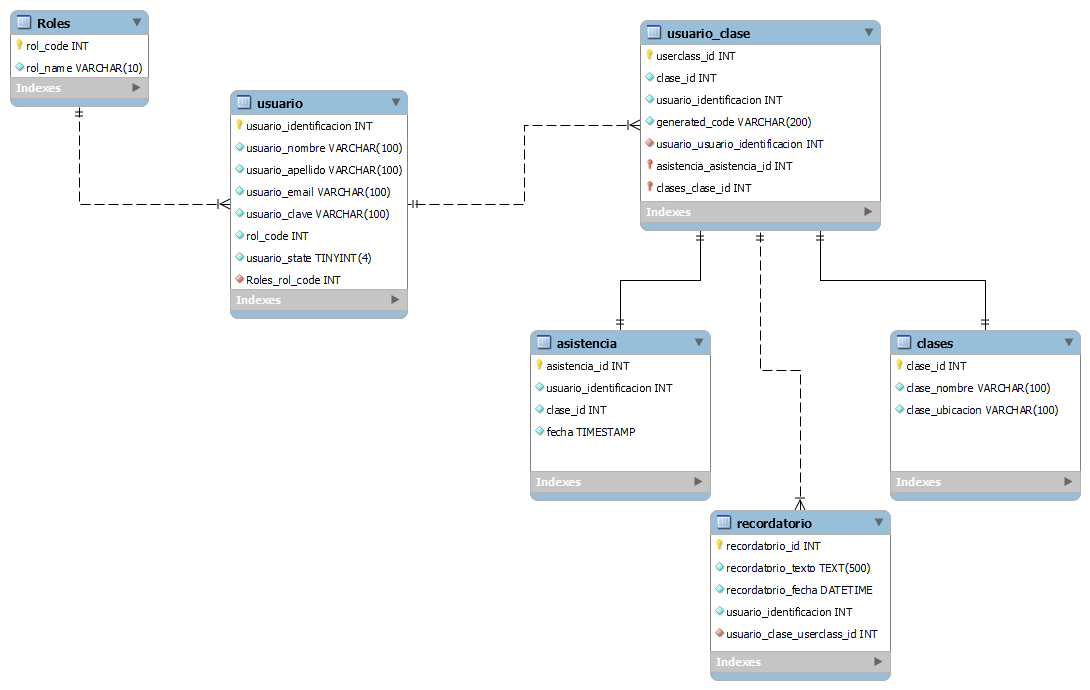 Roles
rol_code INT
rol_name VARCHAR(10)
Indexes
usuario
usuario_identificacion INT
usuario_nombre VARCHAR(100)
usuario_apellido VARCHAR(100)
usuario_email VARCHAR(100)
usuario_clave VARCHAR(100)
rol_code INT
usuario_state TINYINT(4)
Roles_rol_code INT
Indexes
usuario_clase
userclass_id INT
clase_id INT
usuario_identificacion INT
generated_code VARCHAR(200)
usuario_usuario_identificacion INT
asistencia_asistencia_id INT
clases_clase_id INT
Indexes
asistencia
asistencia_id INT
usuario_identificacion INT
clase_id INT
fecha TIMESTAMP
Indexes
clases
clase_id INT
clase_nombre VARCHAR(100)
clase_ubicacion VARCHAR(100)
Indexes
recordatorio
recordatorio_id INT
recordatorio_texto TEXT(500)
recordatorio_fecha DATETIME
usuario_identificacion INT
usuario_clase_userclass_id INT
Indexes